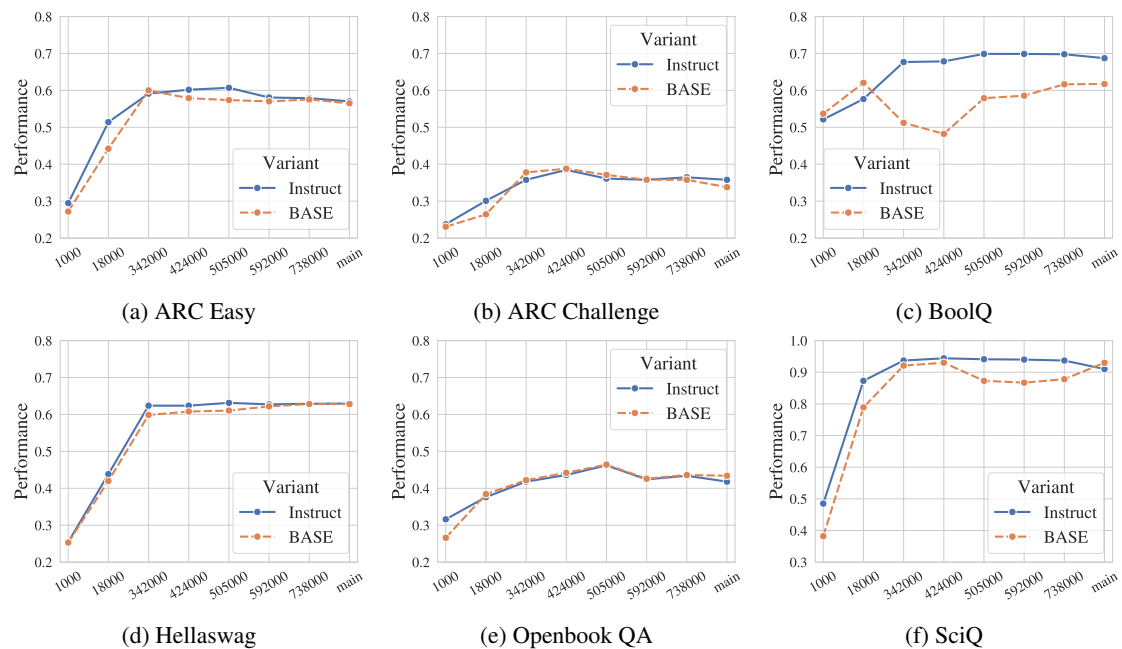 0.8
0.7
0.6
0.5
0.4
0.3
0.2
Performance
Variant
Instruct
BASE
1000
18000
342000
424000
505000
592000
738000
main
(a) ARC Easy
0.8
0.7
0.6
0.5
0.4
0.3
0.2
Performance
Variant
Instruct
BASE
1000
18000
342000
424000
505000
592000
738000
main
(b) ARC Challenge
0.8
0.7
0.6
0.5
0.4
0.3
0.2
Performance
Variant
Instruct
BASE
1000
18000
342000
424000
505000
592000
738000
main
(c) BoolQ
0.8
0.7
0.6
0.5
0.4
0.3
0.2
Performance
Variant
Instruct
BASE
1000
18000
342000
424000
505000
592000
738000
main
(d) Hellaswag
0.8
0.7
0.6
0.5
0.4
0.3
0.2
Performance
Variant
Instruct
BASE
1000
18000
342000
424000
505000
592000
738000
main
(e) Openbook QA
1.0
0.9
0.8
0.7
0.6
0.5
0.4
0.3
Performance
Variant
Instruct
BASE
1000
18000
342000
424000
505000
592000
738000
main
(f) SciQ